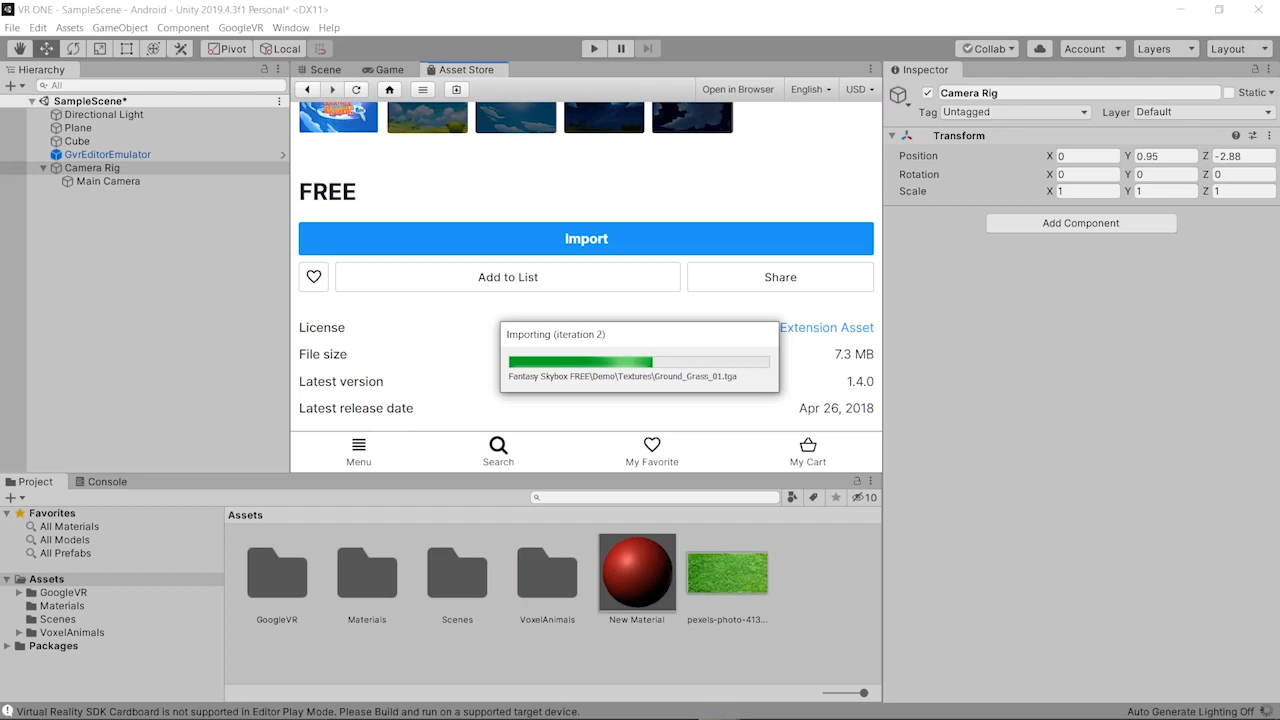 VR ONE - SampleScene - Android - Unity 2019.4.3f1 Personal* <DX11>
File Edit Assets GameObject Component GoogleVR Window Help
Pivot Local Collab Account Layers Layout
Hierarchy
All
SampleScene*
Directional Light
Plane
Cube
GvrEditorEmulator
Camera Rig
Main Camera
Scene Game Asset Store
Open in Browser English USD
FREE
Import
Add to List Share
License Extension Asset
File size 7.3 MB
Latest version 1.4.0
Latest release date Apr 26, 2018
Importing (iteration 2)
Fantasy Skybox FREE\Demo\Textures\Ground_Grass_01.tga
Menu Search My Favorite My Cart
Inspector
Camera Rig Static
Tag Untagged Layer Default
Transform
Position X 0 Y 0.95 Z -2.88
Rotation X 0 Y 0 Z 0
Scale X 1 Y 1 Z 1
Add Component
Project Console
10
Favorites
All Materials
All Models
All Prefabs
Assets
GoogleVR
Materials
Scenes
VoxelAnimals
Packages
Assets
GoogleVR Materials Scenes VoxelAnimals New Material pexels-photo-413...
Virtual Reality SDK Cardboard is not supported in Editor Play Mode. Please Build and run on a supported target device.
Auto Generate Lighting Off